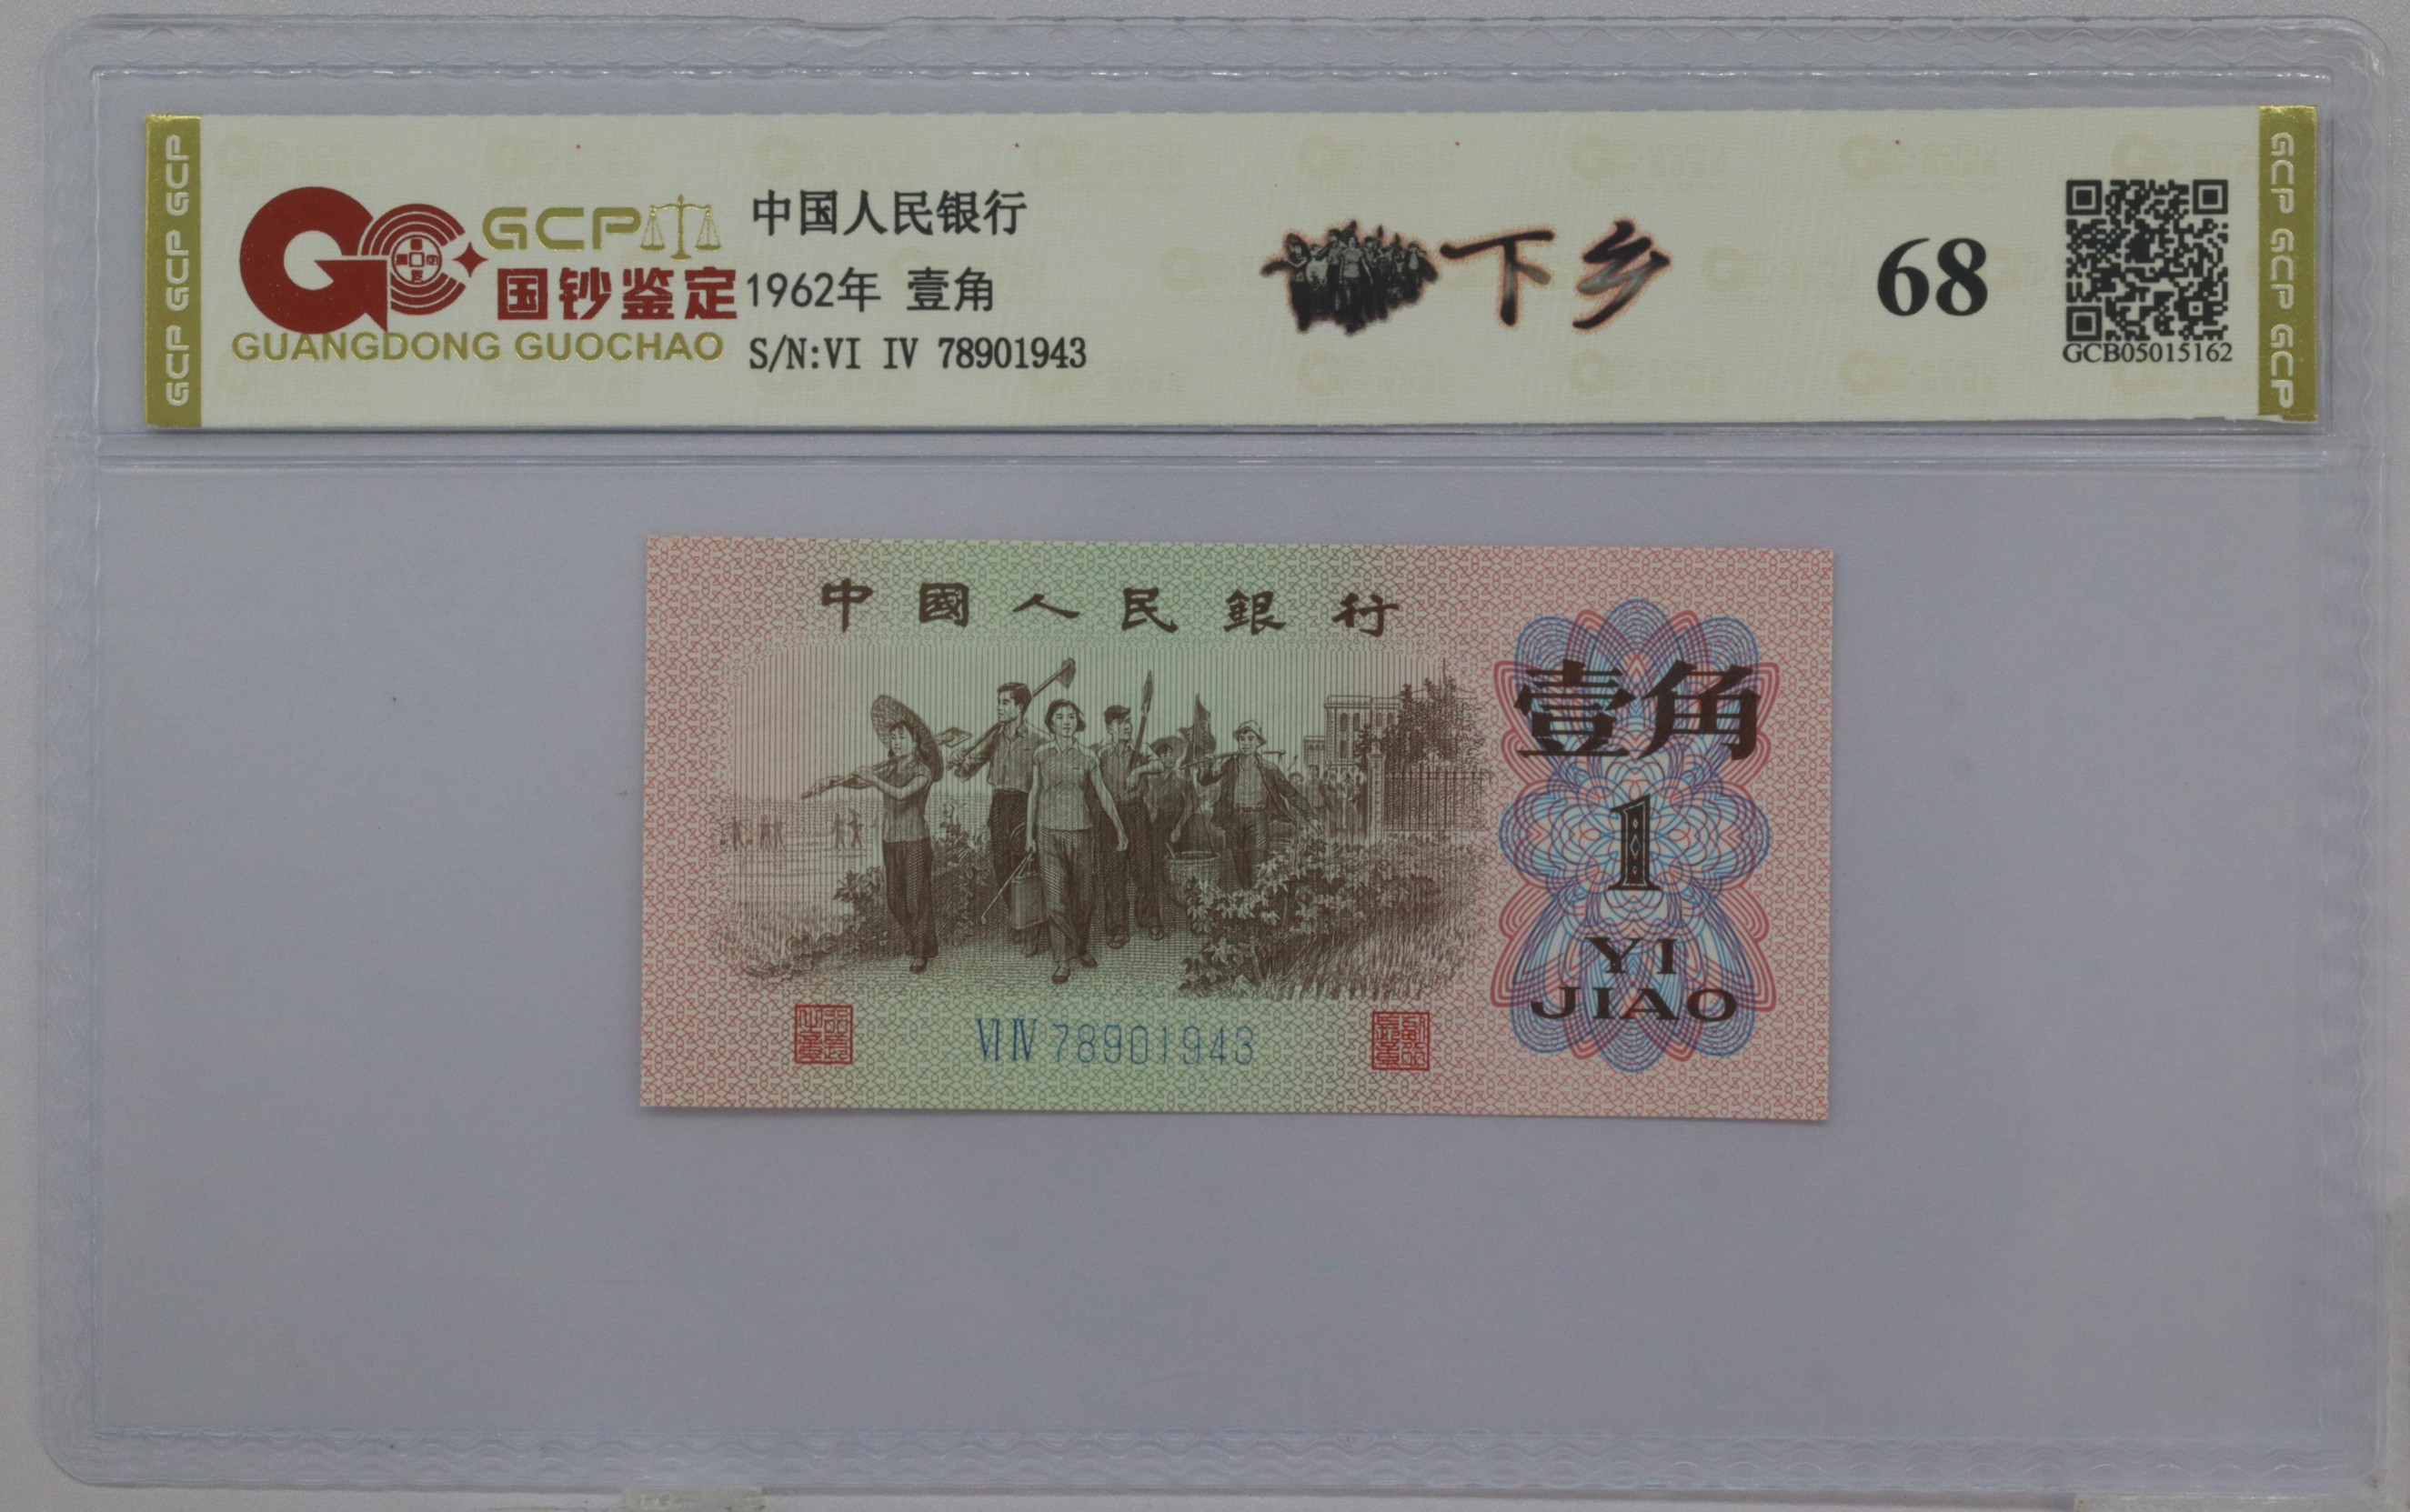 GCP GCP GCP
GCP
国钞鉴定
GUANGDONG GUOCHAO
中国人民银行
1962年 壹角
S/N:VI IV 78901943
下乡
68
GCB05015162
GCP GCP GCP
中國人民銀行
壹角
1
YI
JIAO
VI IV 78901943